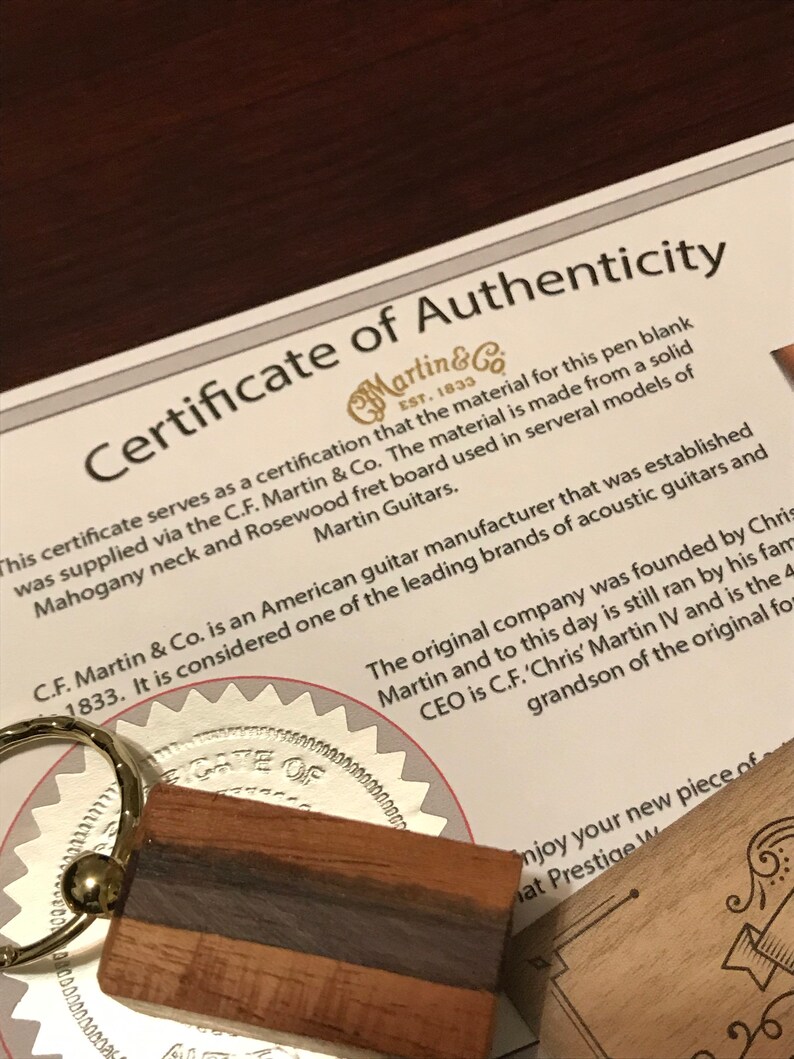 Certificate of Authenticity
CFMartin & Co.
EST. 1833
This certificate serves as a certification that the material for this pen blank
was supplied via the C.F. Martin & Co. The material is made from a solid
Mahogany neck and Rosewood fret board used in serveral models of
Martin Guitars.
C.F. Martin & Co. is an American guitar manufacturer that was established
1833. It is considered one of the leading brands of acoustic guitars and
The original company was founded by Chris
Martin and to this day is still ran by his fam
CEO is C.F. 'Chris' Martin IV and is the 4
grandson of the original fo
njoy your new piece of
hat Prestige W
CATE OF